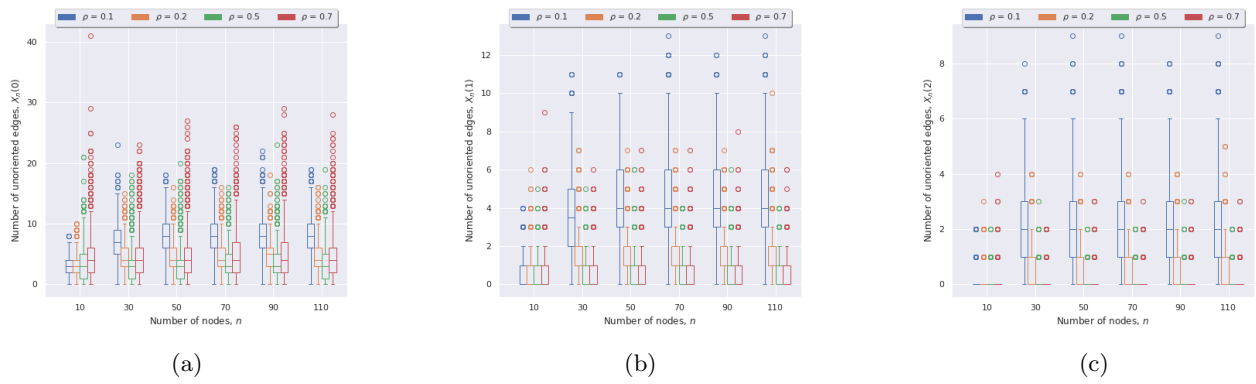 ρ = 0.1 ρ = 0.2 ρ = 0.5 ρ = 0.7
Number of unoriented edges, Xn(0)
40
30
20
10
0
10 30 50 70 90 110
Number of nodes, n
(a)
ρ = 0.1 ρ = 0.2 ρ = 0.5 ρ = 0.7
Number of unoriented edges, Xn(1)
12
10
8
6
4
2
0
10 30 50 70 90 110
Number of nodes, n
(b)
ρ = 0.1 ρ = 0.2 ρ = 0.5 ρ = 0.7
Number of unoriented edges, Xn(2)
8
6
4
2
0
10 30 50 70 90 110
Number of nodes, n
(c)